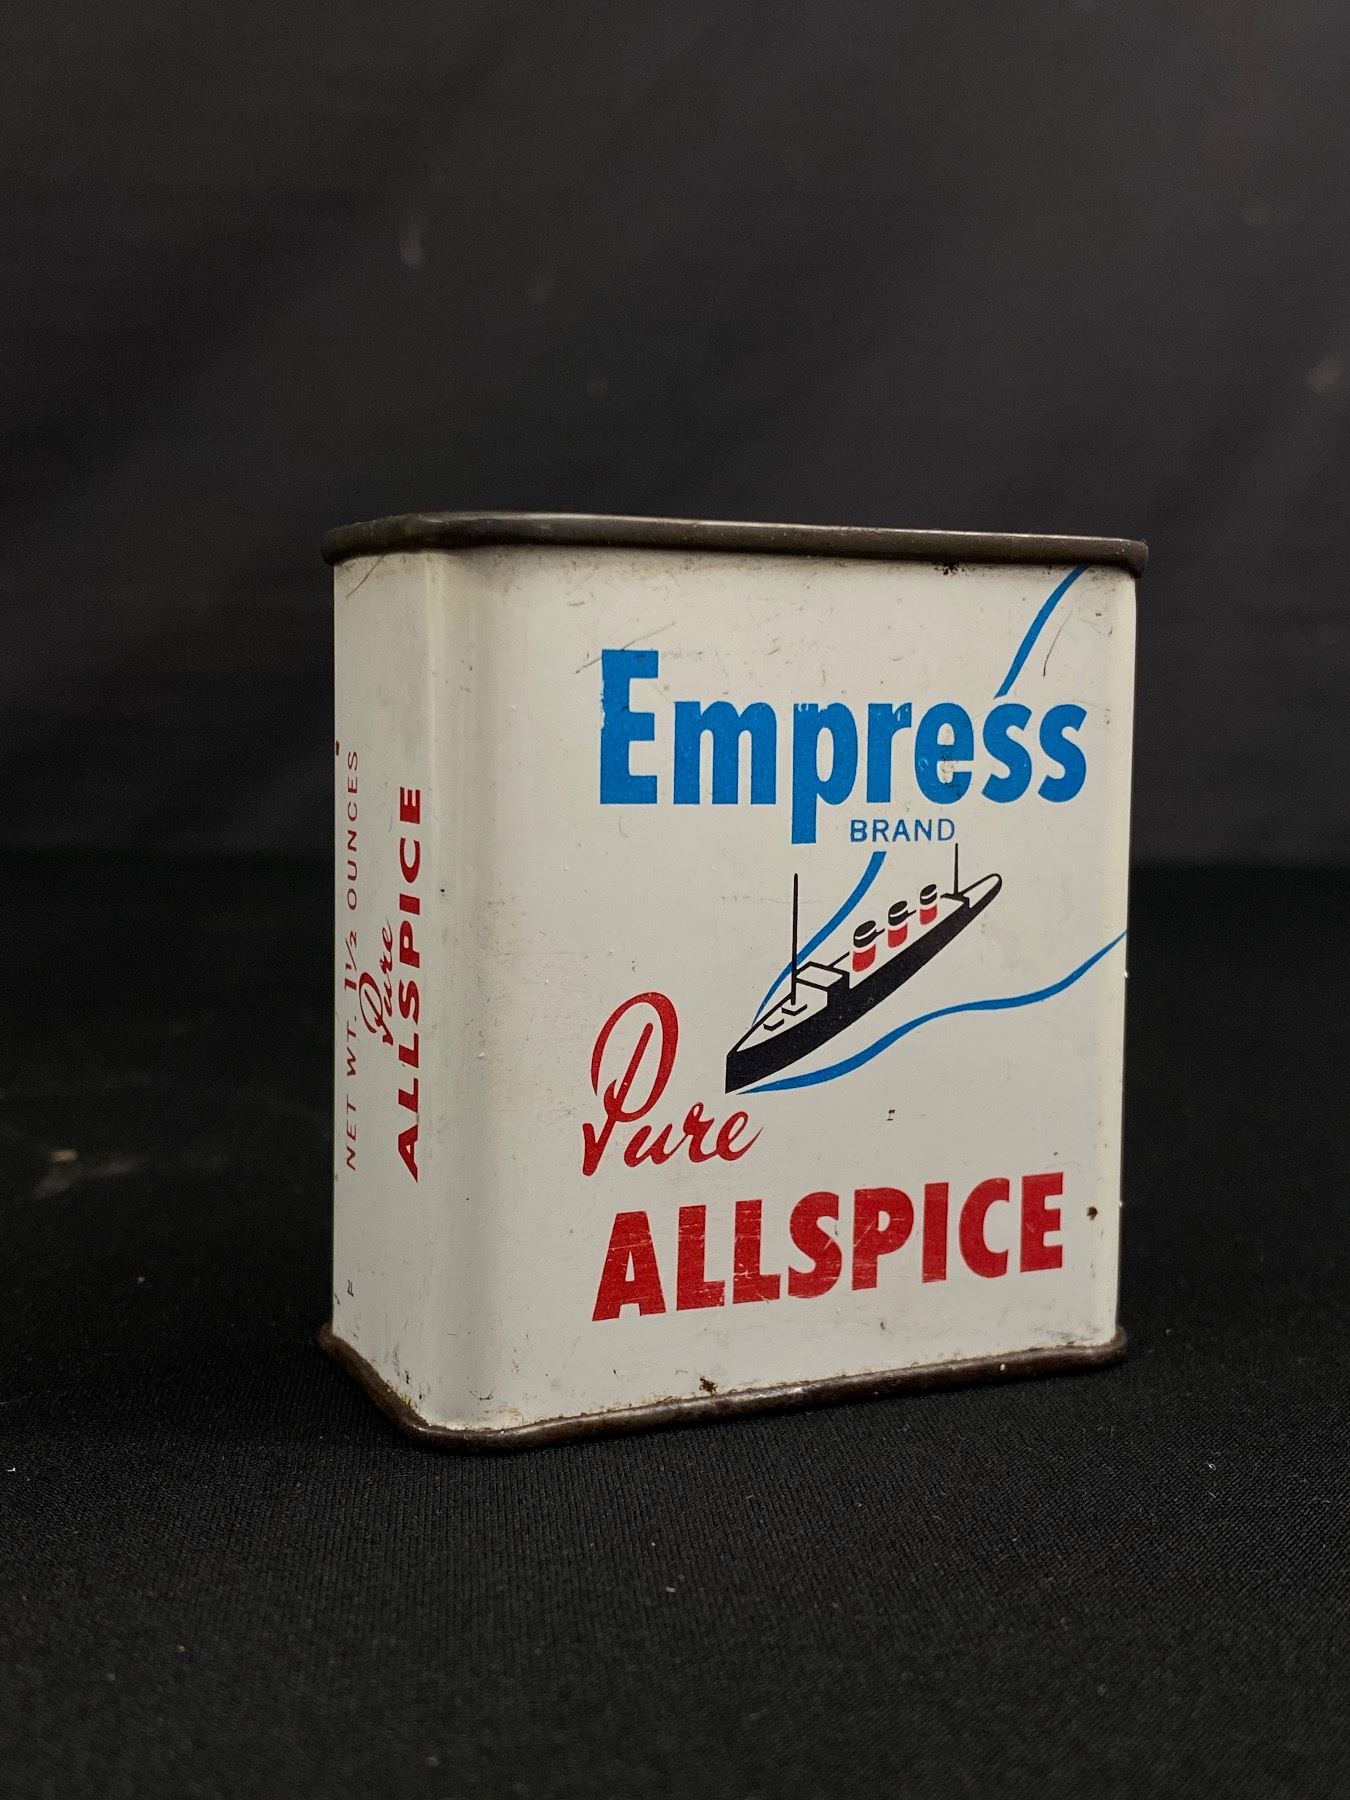 Empress
BRAND
Pure
ALLSPICE
NET WT. 1½ OUNCES
Pure
ALLSPICE